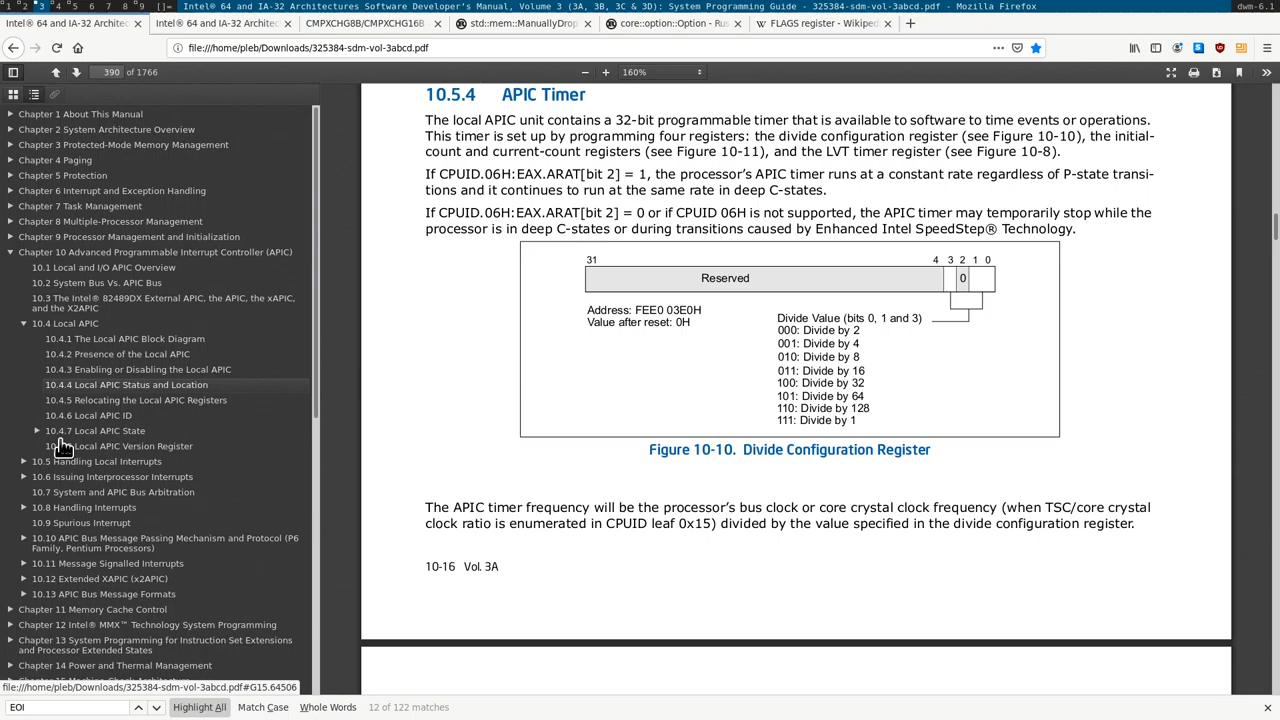 1 2 3 4 5 6 7 8 9 []= Intel® 64 and IA-32 Architectures Software Developer's Manual, Volume 3 (3A, 3B, 3C & 3D): System Programming Guide - 325384-sdm-vol-3abcd.pdf - Mozilla Firefox dwm-6.1
Intel® 64 and IA-32 Architec Intel® 64 and IA-32 Architec CMPXCHG8B/CMPXCHG16B std::mem::ManuallyDrop core::option::Option - Rus FLAGS register - Wikiped
file:///home/pleb/Downloads/325384-sdm-vol-3abcd.pdf
390 of 1766 160%
Chapter 1 About This Manual
Chapter 2 System Architecture Overview
Chapter 3 Protected-Mode Memory Management
Chapter 4 Paging
Chapter 5 Protection
Chapter 6 Interrupt and Exception Handling
Chapter 7 Task Management
Chapter 8 Multiple-Processor Management
Chapter 9 Processor Management and Initialization
Chapter 10 Advanced Programmable Interrupt Controller (APIC)
10.1 Local and I/O APIC Overview
10.2 System Bus Vs. APIC Bus
10.3 The Intel® 82489DX External APIC, the APIC, the xAPIC,
and the X2APIC
10.4 Local APIC
10.4.1 The Local APIC Block Diagram
10.4.2 Presence of the Local APIC
10.4.3 Enabling or Disabling the Local APIC
10.4.4 Local APIC Status and Location
10.4.5 Relocating the Local APIC Registers
10.4.6 Local APIC ID
10.4.7 Local APIC State
Local APIC Version Register
10.5 Handling Local Interrupts
10.6 Issuing Interprocessor Interrupts
10.7 System and APIC Bus Arbitration
10.8 Handling Interrupts
10.9 Spurious Interrupt
10.10 APIC Bus Message Passing Mechanism and Protocol (P6
Family, Pentium Processors)
10.11 Message Signalled Interrupts
10.12 Extended XAPIC (x2APIC)
10.13 APIC Bus Message Formats
Chapter 11 Memory Cache Control
Chapter 12 Intel® MMX™ Technology System Programming
Chapter 13 System Programming for Instruction Set Extensions
and Processor Extended States
Chapter 14 Power and Thermal Management
file:///home/pleb/Downloads/325384-sdm-vol-3abcd.pdf#G15.64506
10.5.4 APIC Timer
The local APIC unit contains a 32-bit programmable timer that is available to software to time events or operations.
This timer is set up by programming four registers: the divide configuration register (see Figure 10-10), the initial-
count and current-count registers (see Figure 10-11), and the LVT timer register (see Figure 10-8).
If CPUID.06H:EAX.ARAT[bit 2] = 1, the processor's APIC timer runs at a constant rate regardless of P-state transi-
tions and it continues to run at the same rate in deep C-states.
If CPUID.06H:EAX.ARAT[bit 2] = 0 or if CPUID 06H is not supported, the APIC timer may temporarily stop while the
processor is in deep C-states or during transitions caused by Enhanced Intel SpeedStep® Technology.
31 4 3 2 1 0
Reserved 0
Address: FEE0 03E0H
Value after reset: 0H
Divide Value (bits 0, 1 and 3)
000: Divide by 2
001: Divide by 4
010: Divide by 8
011: Divide by 16
100: Divide by 32
101: Divide by 64
110: Divide by 128
111: Divide by 1
Figure 10-10. Divide Configuration Register
The APIC timer frequency will be the processor's bus clock or core crystal clock frequency (when TSC/core crystal
clock ratio is enumerated in CPUID leaf 0x15) divided by the value specified in the divide configuration register.
10-16 Vol. 3A
EOI Highlight All Match Case Whole Words 12 of 122 matches